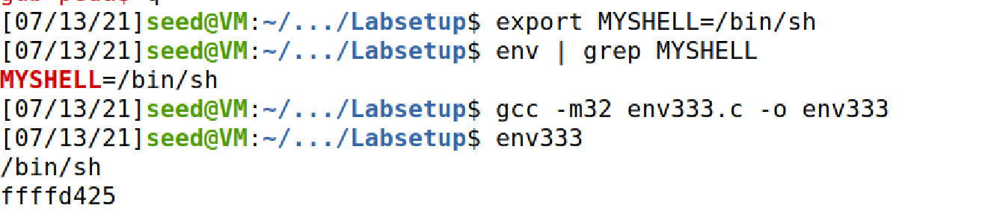 [07/13/21]seed@VM:~/.../Labsetup$ export MYSHELL=/bin/sh
[07/13/21]seed@VM:~/.../Labsetup$ env | grep MYSHELL
MYSHELL=/bin/sh
[07/13/21]seed@VM:~/.../Labsetup$ gcc -m32 env333.c -o env333
[07/13/21]seed@VM:~/.../Labsetup$ env333
/bin/sh
ffffd425